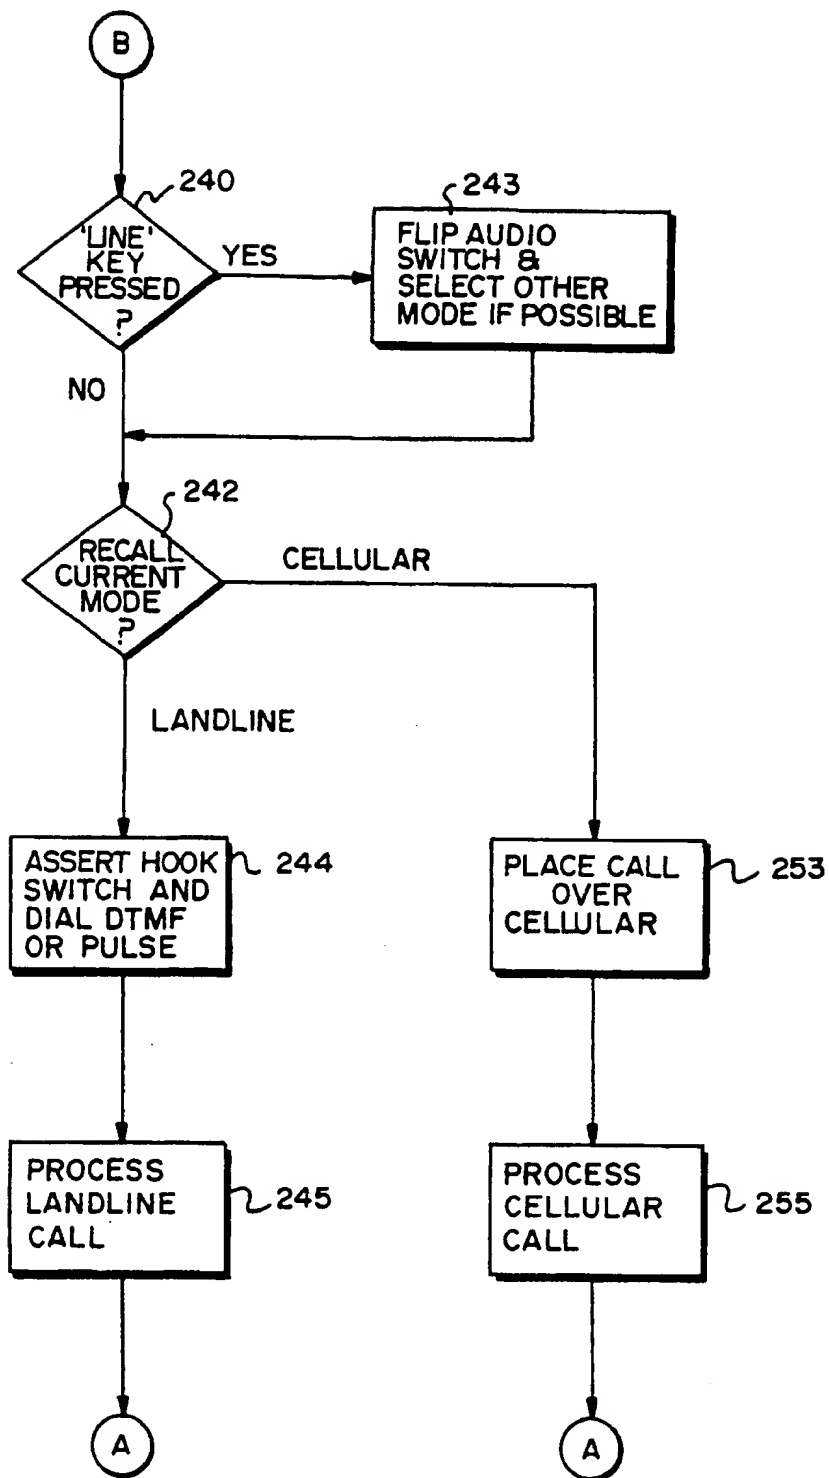 B
240
'LINE'
KEY
PRESSED
?
YES
243
FLIP AUDIO
SWITCH &
SELECT OTHER
MODE IF POSSIBLE
NO
242
RECALL
CURRENT
MODE
?
CELLULAR
LANDLINE
ASSERT HOOK
SWITCH AND
DIAL DTMF
OR PULSE
244
PLACE CALL
OVER
CELLULAR
253
PROCESS
LANDLINE
CALL
245
PROCESS
CELLULAR
CALL
255
A
A